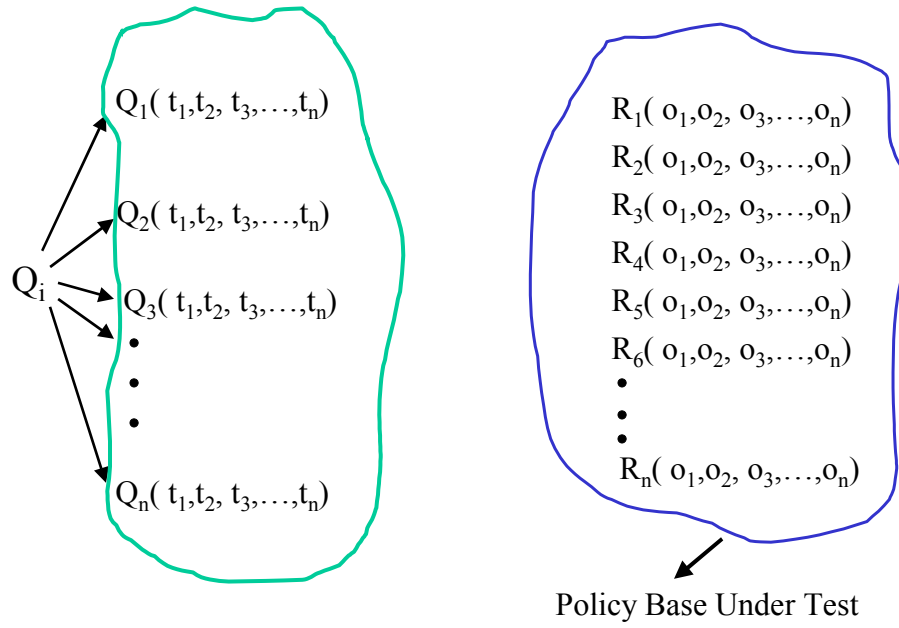 Q₁( t₁,t₂, t₃,…,tₙ)
Q₂( t₁,t₂, t₃,…,tₙ)
Qᵢ
Q₃( t₁,t₂, t₃,…,tₙ)
Qₙ( t₁,t₂, t₃,…,tₙ)
R₁( o₁,o₂, o₃,…,oₙ)
R₂( o₁,o₂, o₃,…,oₙ)
R₃( o₁,o₂, o₃,…,oₙ)
R₄( o₁,o₂, o₃,…,oₙ)
R₅( o₁,o₂, o₃,…,oₙ)
R₆( o₁,o₂, o₃,…,oₙ)
Rₙ( o₁,o₂, o₃,…,oₙ)
Policy Base Under Test